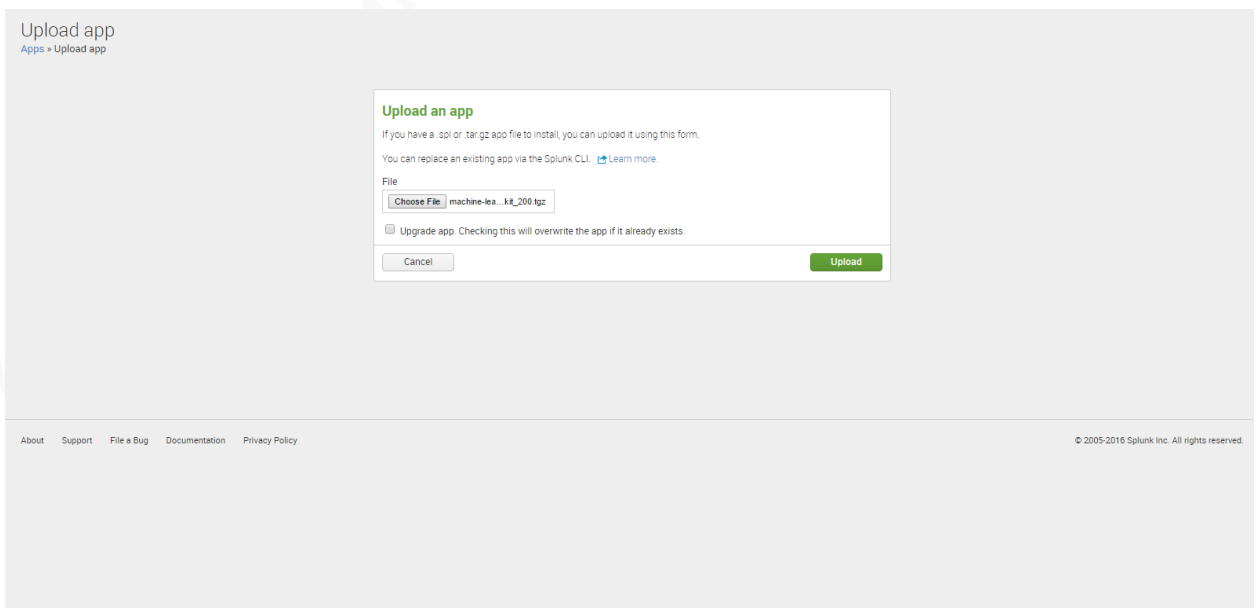 Upload app
Apps » Upload app
Upload an app
If you have a .spl or .tar.gz app file to install, you can upload it using this form.
You can replace an existing app via the Splunk CLI. Learn more.
File
Choose File machine-lea...kit_200.tgz
Upgrade app. Checking this will overwrite the app if it already exists.
Cancel Upload
About Support File a Bug Documentation Privacy Policy © 2005-2016 Splunk Inc. All rights reserved.